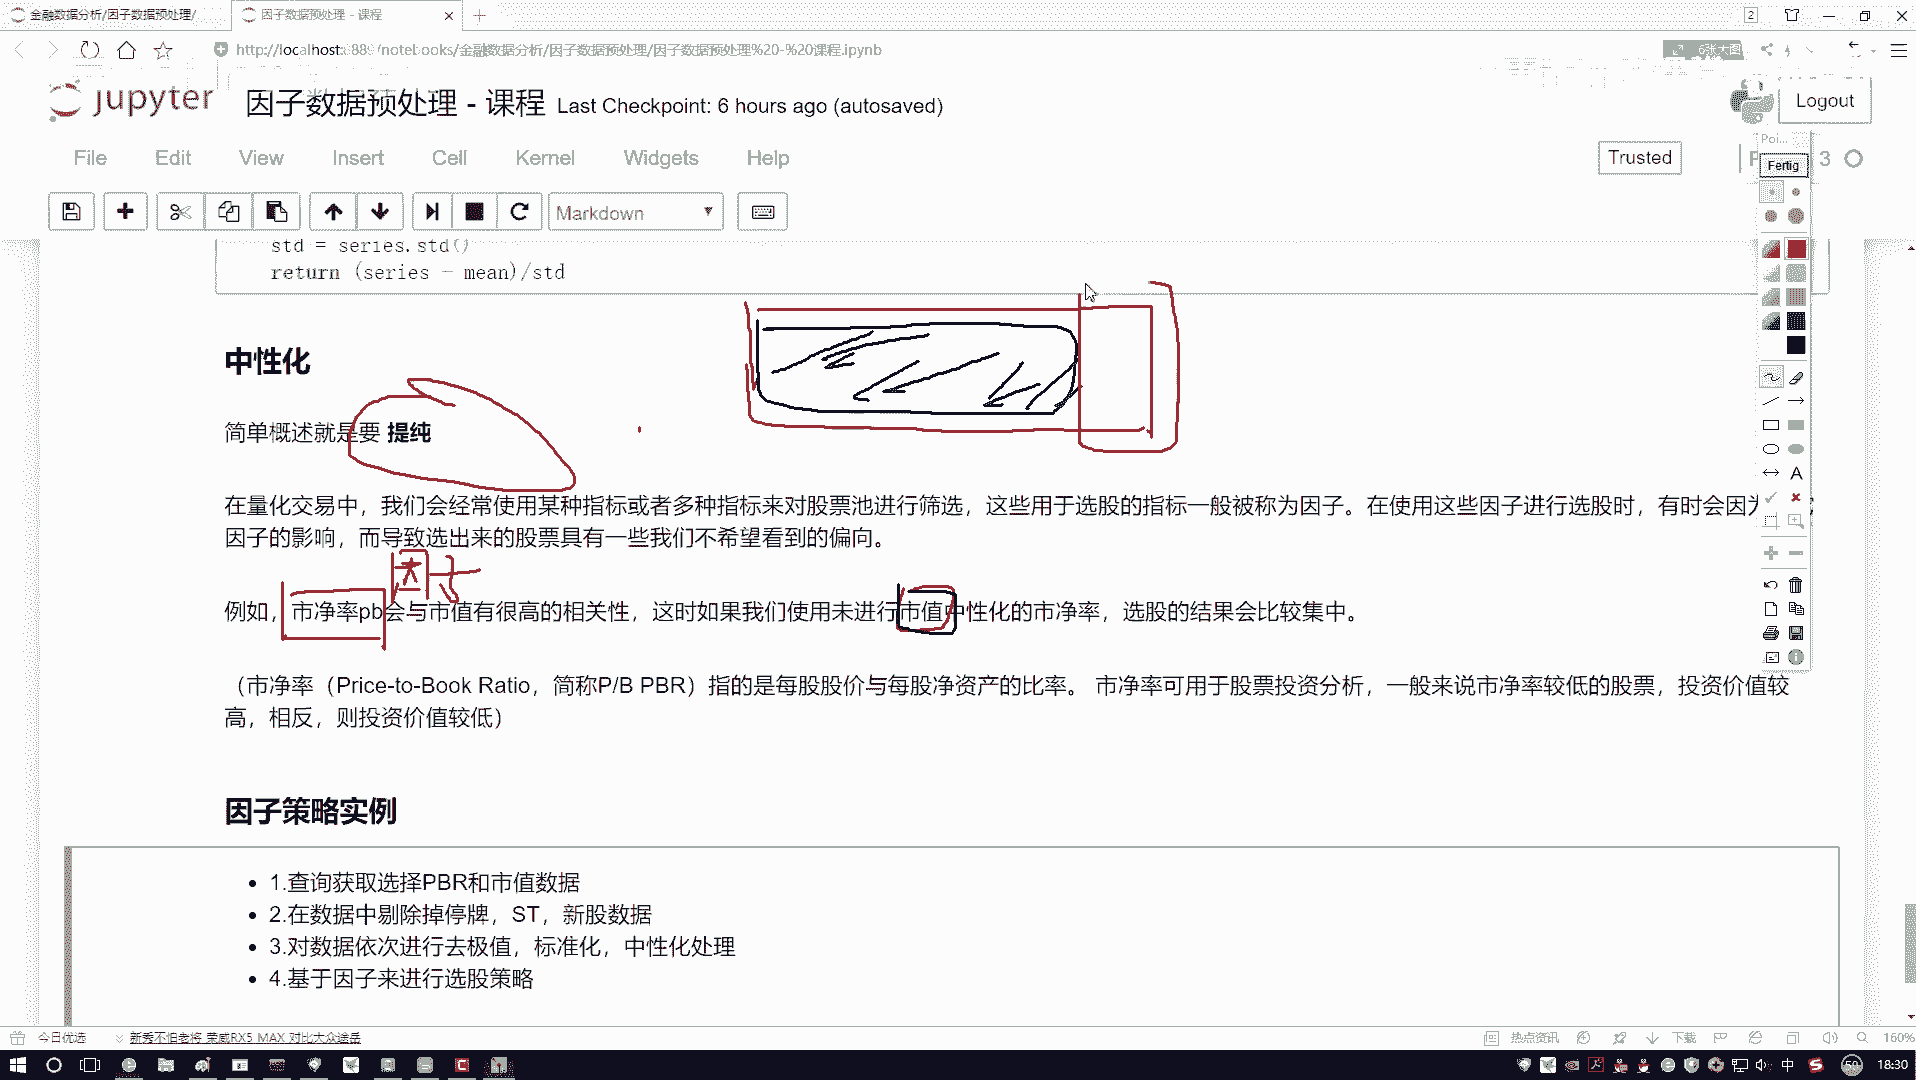 金融数据分析/因子数据预处理/
因子数据预处理 - 课程
2
http://localhost:889/notebooks/金融数据分析/因子数据预处理/因子数据预处理%20-%20课程.ipynb
6张大图
jupyter
因子数据预处理 - 课程
Last Checkpoint: 6 hours ago (autosaved)
Logout
File Edit View Insert Cell Kernel Widgets Help
Trusted
3
Poi...
Fertig
Markdown
std = series.std()
return (series - mean)/std
中性化
简单概述就是要 提纯
在量化交易中，我们会经常使用某种指标或者多种指标来对股票池进行筛选，这些用于选股的指标一般被称为因子。在使用这些因子进行选股时，有时会因为
因子的影响，而导致选出来的股票具有一些我们不希望看到的偏向。
因子
例如，市净率pb会与市值有很高的相关性，这时如果我们使用未进行市值中性化的市净率，选股的结果会比较集中。
（市净率（Price-to-Book Ratio，简称P/B PBR）指的是每股股价与每股净资产的比率。 市净率可用于股票投资分析，一般来说市净率较低的股票，投资价值较
高，相反，则投资价值较低）
因子策略实例
1.查询获取选择PBR和市值数据
2.在数据中剔除掉停牌，ST，新股数据
3.对数据依次进行去极值，标准化，中性化处理
4.基于因子来进行选股策略
今日优选
新秀不怕老将 荣威RX5 MAX 对比大众途岳
热点资讯
下载
160%
中
59
18:30